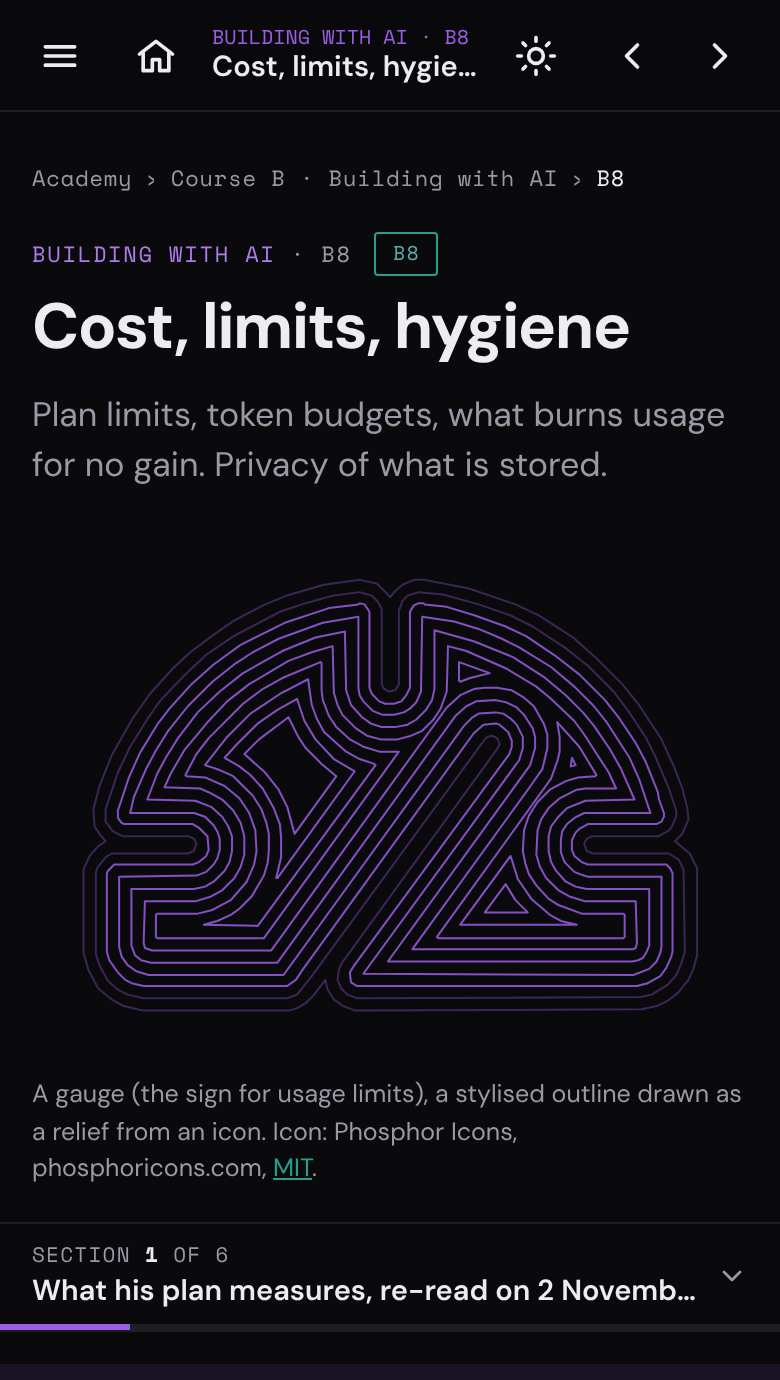 BUILDING WITH AI · B8
Cost, limits, hygie…
Academy › Course B · Building with AI › B8
BUILDING WITH AI · B8 B8
Cost, limits, hygiene
Plan limits, token budgets, what burns usage
for no gain. Privacy of what is stored.
A gauge (the sign for usage limits), a stylised outline drawn as
a relief from an icon. Icon: Phosphor Icons,
phosphoricons.com, MIT.
SECTION 1 OF 6
What his plan measures, re-read on 2 Novemb…